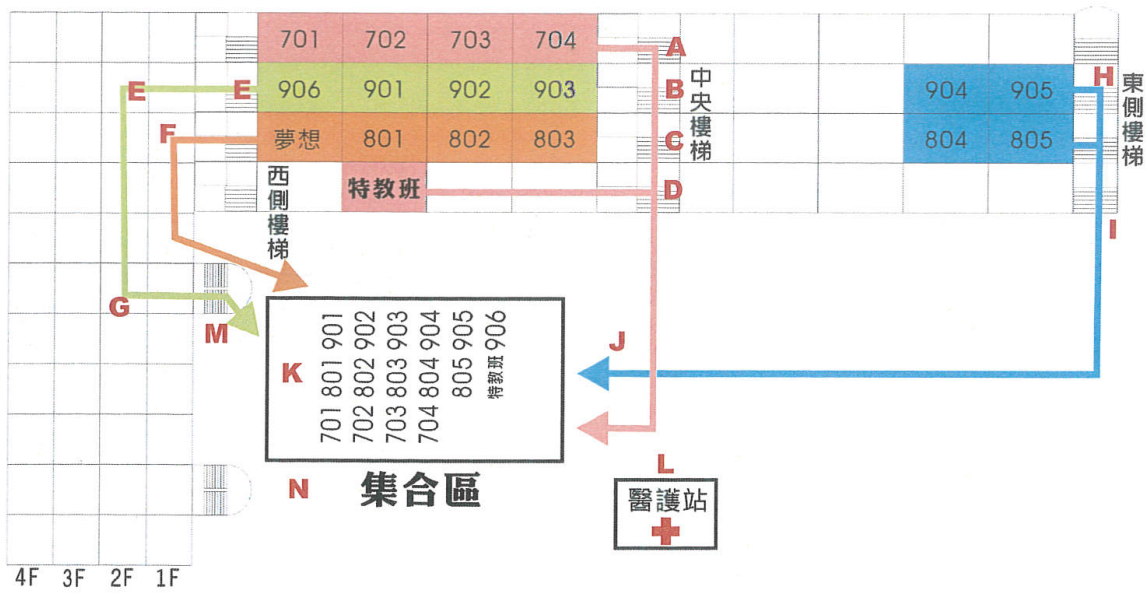 701 702 703 704 A
E E 906 901 902 903 B 904 905 H
F 夢想 801 802 803 C 804 805
特教班 D
中央樓梯
東側樓梯
西側樓梯
I
G
M
J
K
701 801 901
702 802 902
703 803 903
704 804 904
805 905
特教班 906
L
N 集合區
醫護站
4F 3F 2F 1F